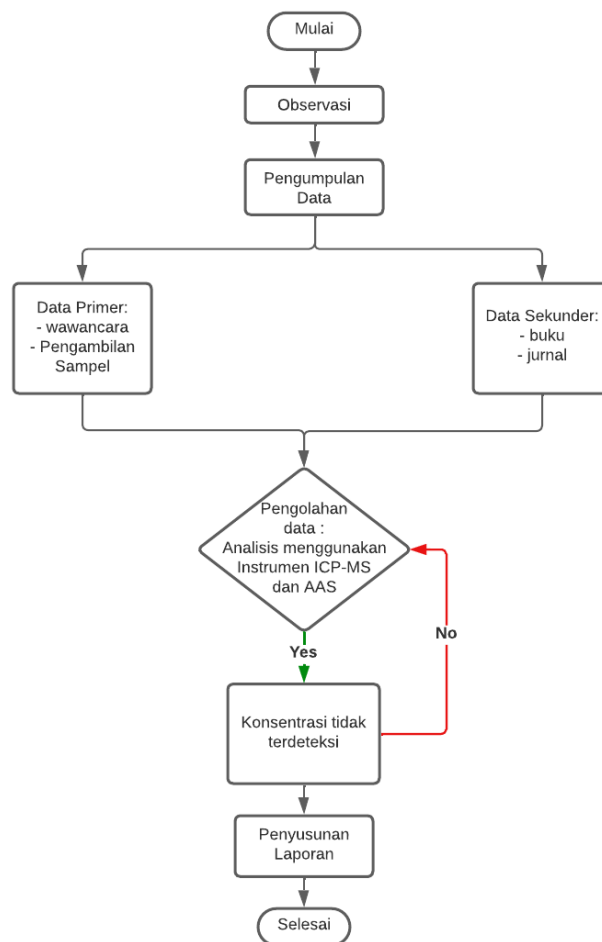 Mulai
Observasi
Pengumpulan
Data
Data Primer:
- wawancara
- Pengambilan
Sampel
Data Sekunder:
- buku
- jurnal
Pengolahan
data :
Analisis menggunakan
Instrumen ICP-MS
dan AAS
No
Yes
Konsentrasi tidak
terdeteksi
Penyusunan
Laporan
Selesai